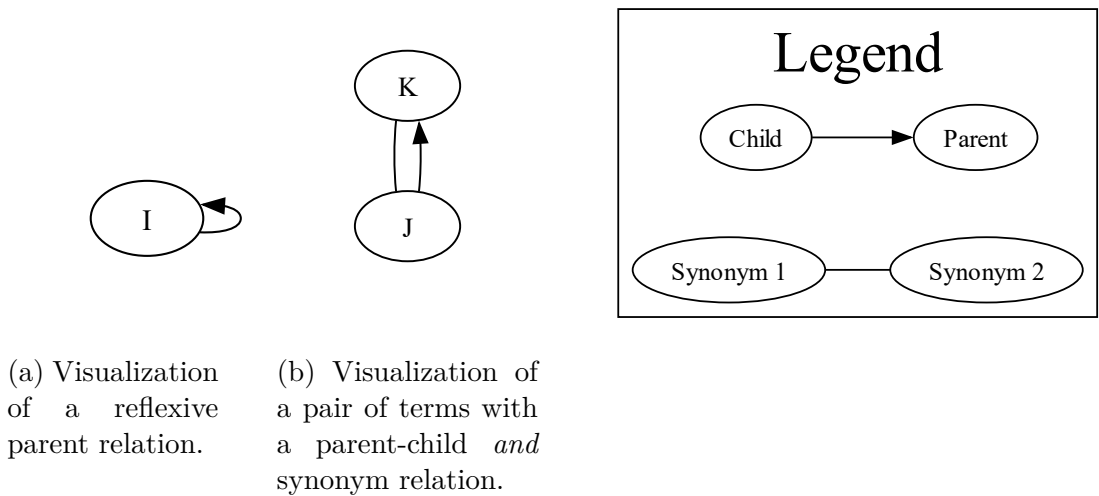 K
I
J
Legend
Child
Parent
Synonym 1
Synonym 2
(a) Visualization
of a reflexive
parent relation.
(b) Visualization of
a pair of terms with
a parent-child and
synonym relation.